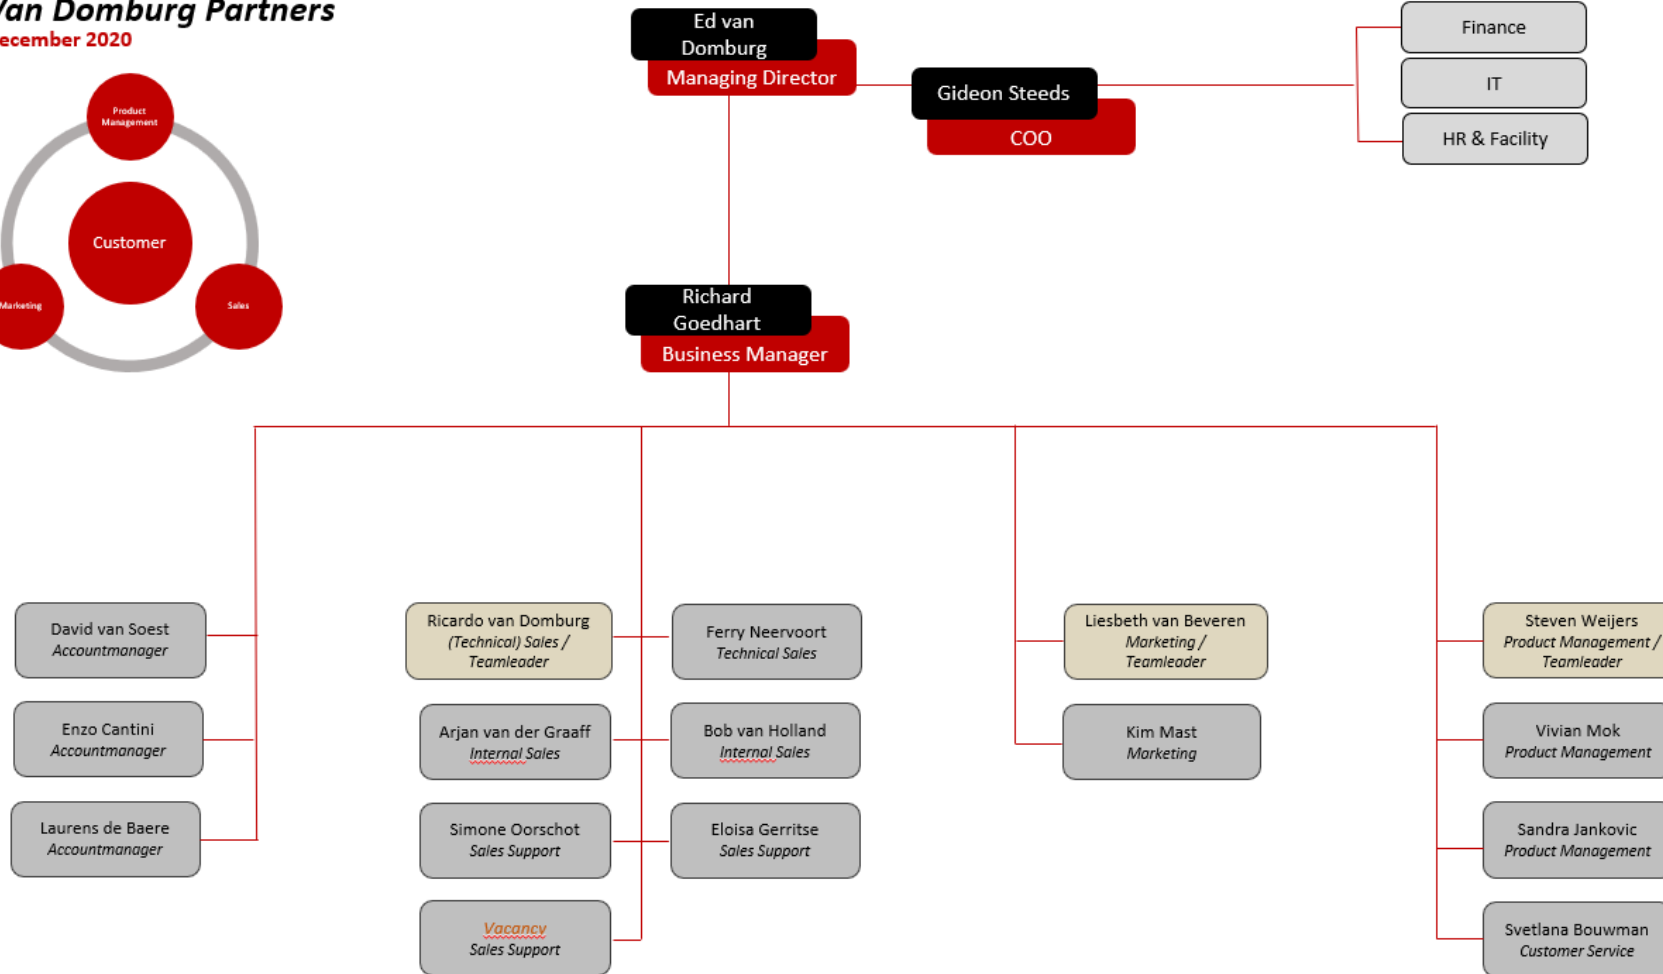 Van Domburg Partners
ecember 2020
Product
Management
Customer
Marketing
Sales
Ed van
Domburg
Managing Director
Gideon Steeds
COO
Finance
IT
HR & Facility
Richard
Goedhart
Business Manager
David van Soest
Accountmanager
Enzo Cantini
Accountmanager
Laurens de Baere
Accountmanager
Ricardo van Domburg
(Technical) Sales /
Teamleader
Arjan van der Graaff
Internal Sales
Simone Oorschot
Sales Support
Vacancy
Sales Support
Ferry Neervoort
Technical Sales
Bob van Holland
Internal Sales
Eloisa Gerritse
Sales Support
Liesbeth van Beveren
Marketing /
Teamleader
Kim Mast
Marketing
Steven Weijers
Product Management /
Teamleader
Vivian Mok
Product Management
Sandra Jankovic
Product Management
Svetlana Bouwman
Customer Service